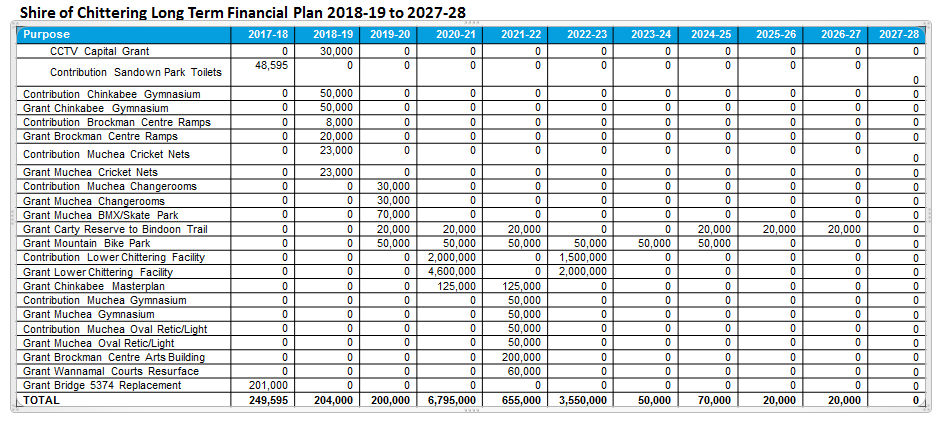 Shire of Chittering Long Term Financial Plan 2018-19 to 2027-28
Purpose 2017-18 2018-19 2019-20 2020-21 2021-22 2022-23 2023-24 2024-25 2025-26 2026-27 2027-28
CCTV Capital Grant 0 30,000 0 0 0 0 0 0 0 0 0
Contribution Sandown Park Toilets 48,595 0 0 0 0 0 0 0 0 0 0
Contribution Chinkabee Gymnasium 0 50,000 0 0 0 0 0 0 0 0 0
Grant Chinkabee Gymnasium 0 50,000 0 0 0 0 0 0 0 0 0
Contribution Brockman Centre Ramps 0 8,000 0 0 0 0 0 0 0 0 0
Grant Brockman Centre Ramps 0 20,000 0 0 0 0 0 0 0 0 0
Contribution Muchea Cricket Nets 0 23,000 0 0 0 0 0 0 0 0 0
Grant Muchea Cricket Nets 0 23,000 0 0 0 0 0 0 0 0 0
Contribution Muchea Changerooms 0 0 30,000 0 0 0 0 0 0 0 0
Grant Muchea Changerooms 0 0 30,000 0 0 0 0 0 0 0 0
Grant Muchea BMX/Skate Park 0 0 70,000 0 0 0 0 0 0 0 0
Grant Carty Reserve to Bindoon Trail 0 0 20,000 20,000 20,000 0 0 20,000 20,000 20,000 0
Grant Mountain Bike Park 0 0 50,000 50,000 50,000 50,000 50,000 50,000 0 0 0
Contribution Lower Chittering Facility 0 0 0 2,000,000 0 1,500,000 0 0 0 0 0
Grant Lower Chittering Facility 0 0 0 4,600,000 0 2,000,000 0 0 0 0 0
Grant Chinkabee Masterplan 0 0 0 125,000 125,000 0 0 0 0 0 0
Contribution Muchea Gymnasium 0 0 0 0 50,000 0 0 0 0 0 0
Grant Muchea Gymnasium 0 0 0 0 50,000 0 0 0 0 0 0
Contribution Muchea Oval Retic/Light 0 0 0 0 50,000 0 0 0 0 0 0
Grant Muchea Oval Retic/Light 0 0 0 0 50,000 0 0 0 0 0 0
Grant Brockman Centre Arts Building 0 0 0 0 200,000 0 0 0 0 0 0
Grant Wannamal Courts Resurface 0 0 0 0 60,000 0 0 0 0 0 0
Grant Bridge 5374 Replacement 201,000 0 0 0 0 0 0 0 0 0 0
TOTAL 249,595 204,000 200,000 6,795,000 655,000 3,550,000 50,000 70,000 20,000 20,000 0